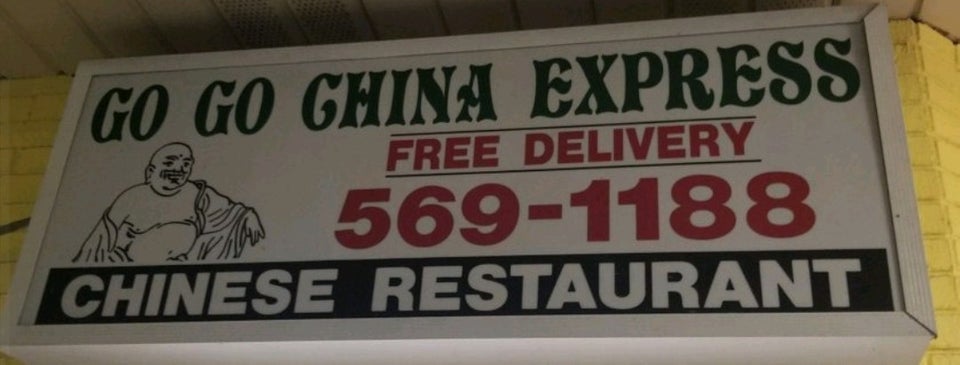 GO GO CHINA EXPRESS
FREE DELIVERY
569-1188
CHINESE RESTAURANT